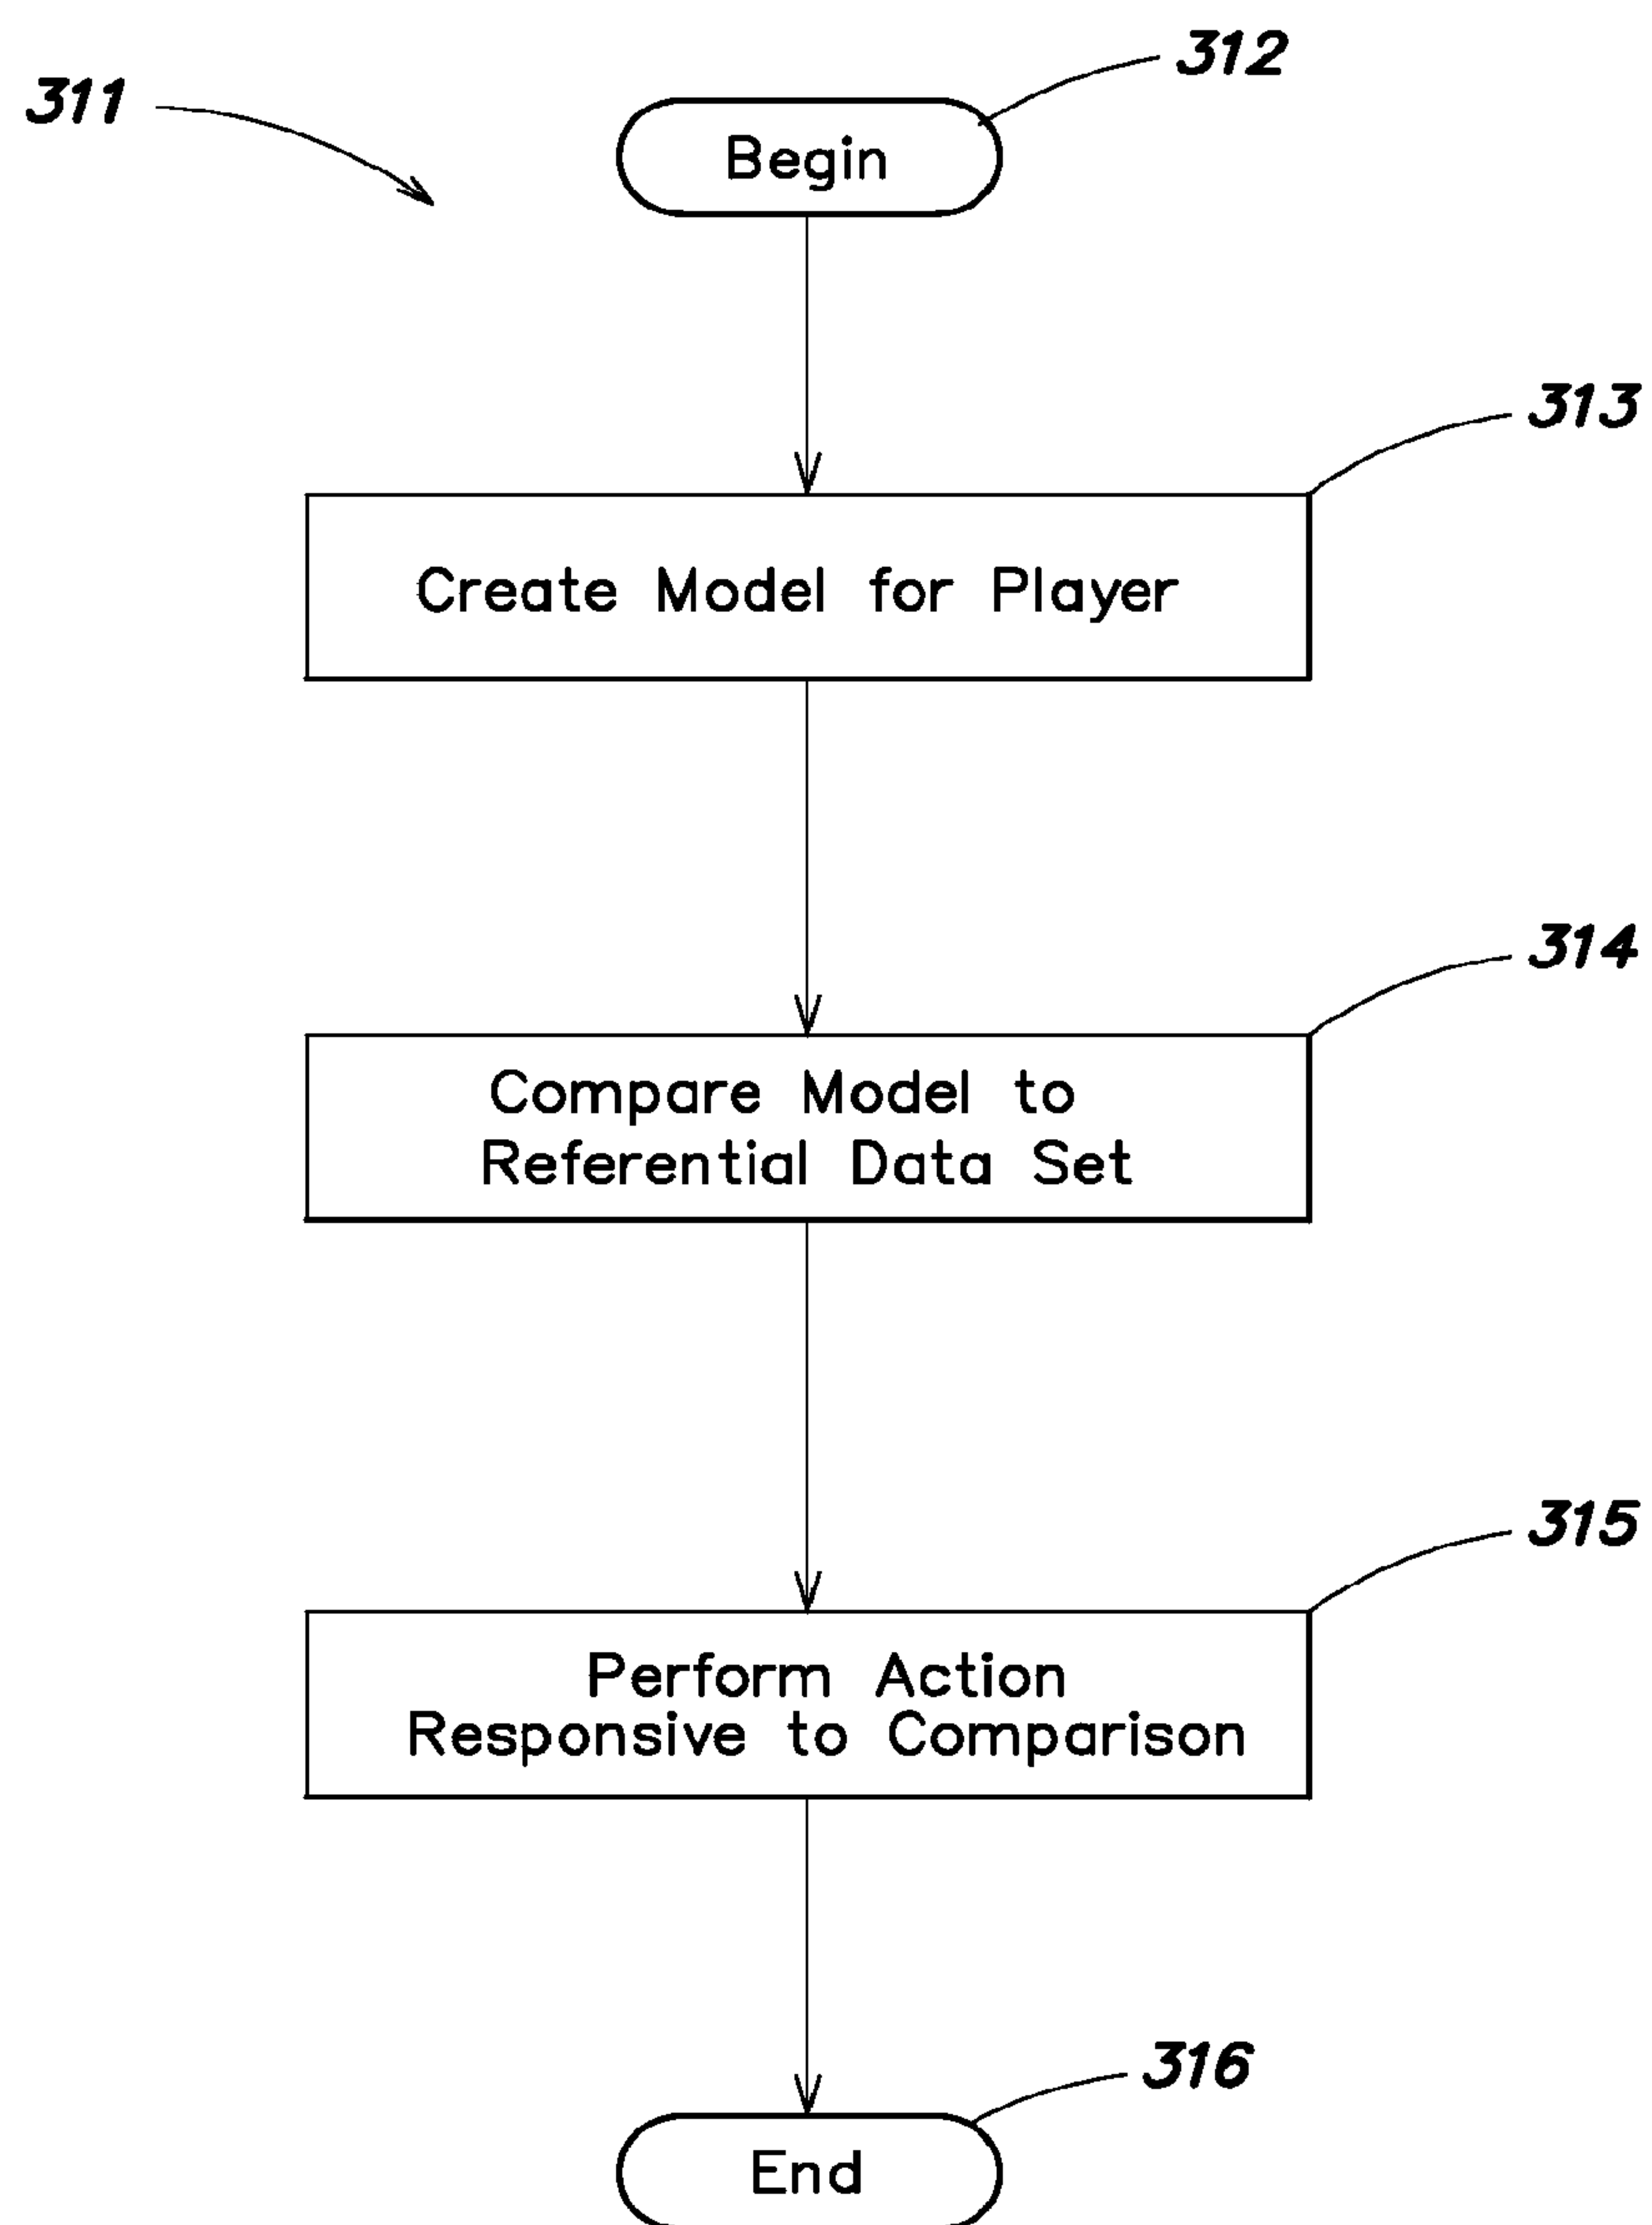 312
311
Begin
313
Create Model for Player
314
Compare Model to
Referential Data Set
315
Perform Action
Responsive to Comparison
316
End